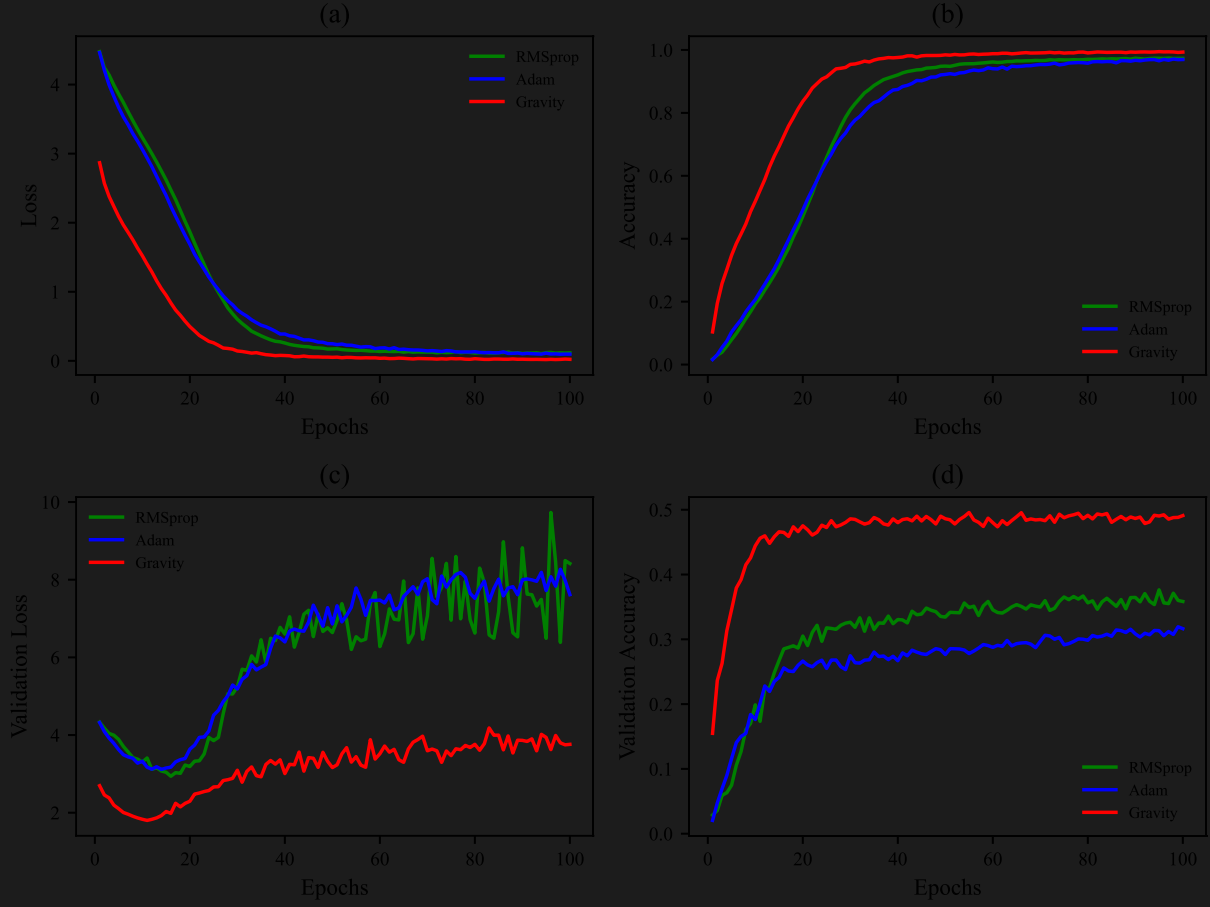 (a)
4
3
2
1
0
Loss
RMSprop
Adam
Gravity
0 20 40 60 80 100
Epochs
(b)
1.0
0.8
0.6
0.4
0.2
0.0
Accuracy
RMSprop
Adam
Gravity
0 20 40 60 80 100
Epochs
(c)
10
8
6
4
2
Validation Loss
RMSprop
Adam
Gravity
0 20 40 60 80 100
Epochs
(d)
0.5
0.4
0.3
0.2
0.1
0.0
Validation Accuracy
RMSprop
Adam
Gravity
0 20 40 60 80 100
Epochs